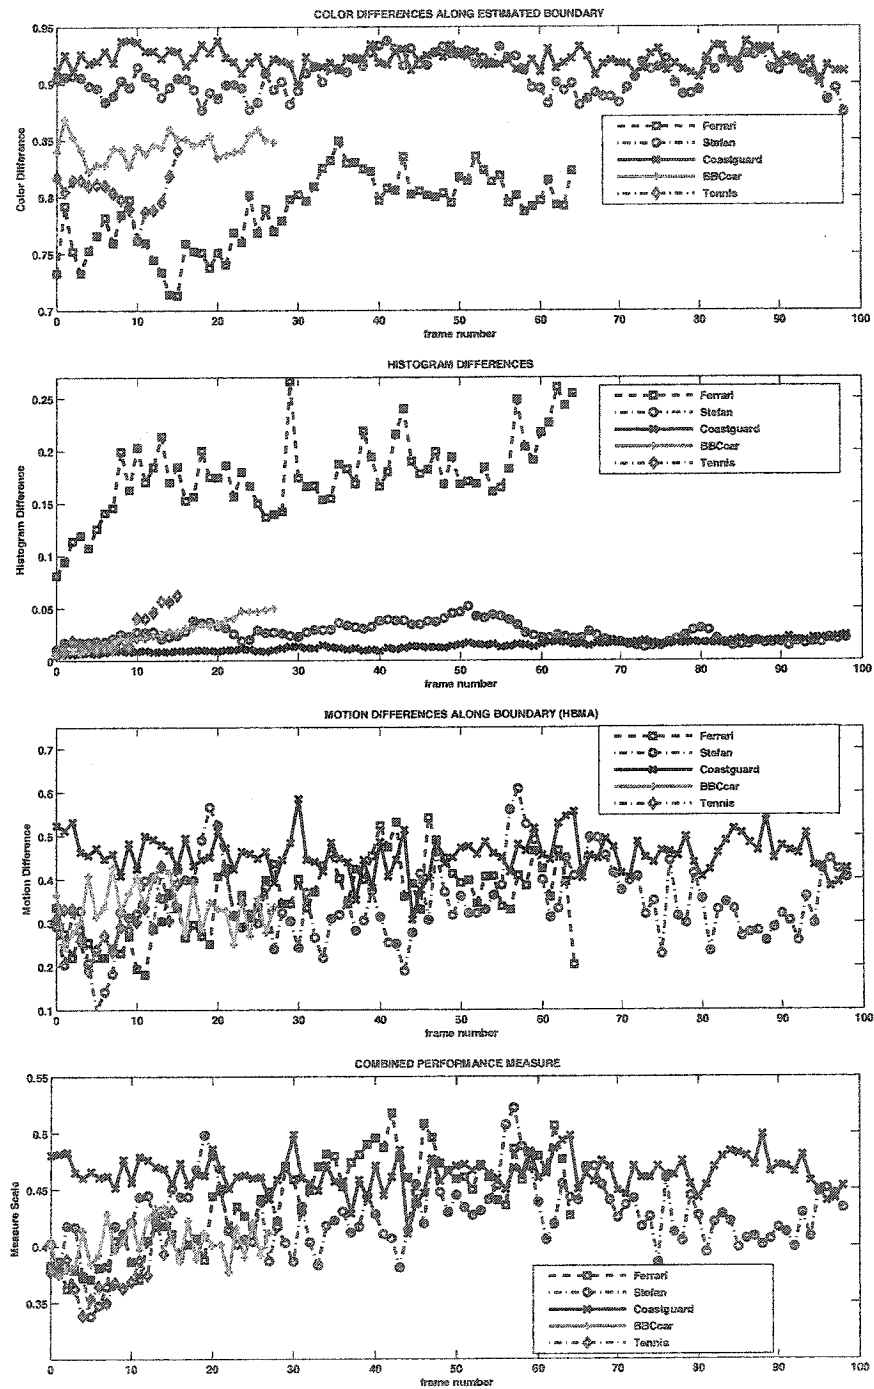 COLOR DIFFERENCES ALONG ESTIMATED BOUNDARY
0.95
0.9
0.85
0.8
0.75
0.7
Color Difference
Ferrari
Stefan
Coastguard
BBCcar
Tennis
0 10 20 30 40 50 60 70 80 90 100
frame number
HISTOGRAM DIFFERENCES
0.25
0.2
0.15
0.1
0.05
0
Histogram Difference
Ferrari
Stefan
Coastguard
BBCcar
Tennis
0 10 20 30 40 50 60 70 80 90 100
frame number
MOTION DIFFERENCES ALONG BOUNDARY (HBMA)
0.7
0.6
0.5
0.4
0.3
0.2
0.1
Motion Difference
Ferrari
Stefan
Coastguard
BBCcar
Tennis
0 10 20 30 40 50 60 70 80 90 100
frame number
COMBINED PERFORMANCE MEASURE
0.55
0.5
0.45
0.4
0.35
Measure Scale
Ferrari
Stefan
Coastguard
BBCcar
Tennis
0 10 20 30 40 50 60 70 80 90 100
frame number